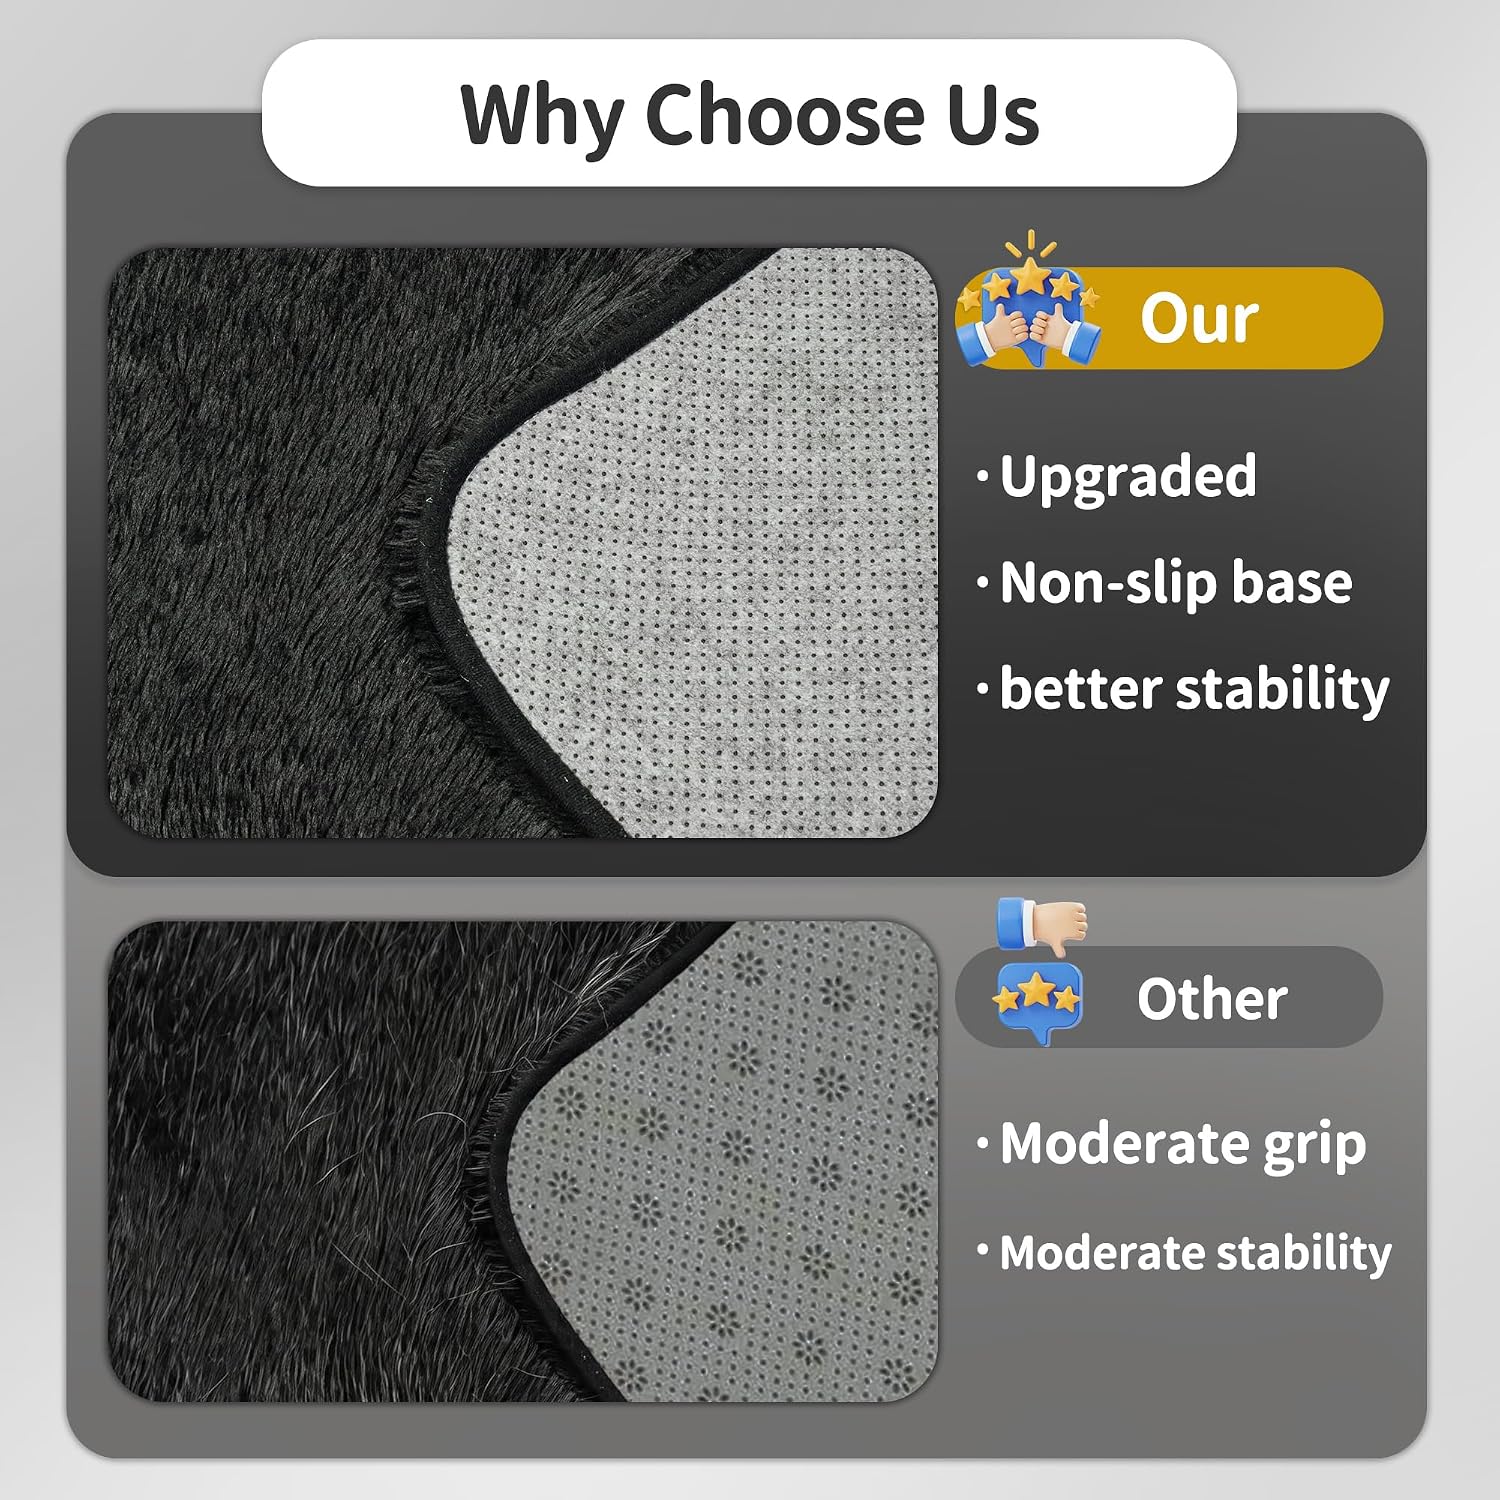 Why Choose Us
Our
· Upgraded
· Non-slip base
· better stability
Other
· Moderate grip
· Moderate stability